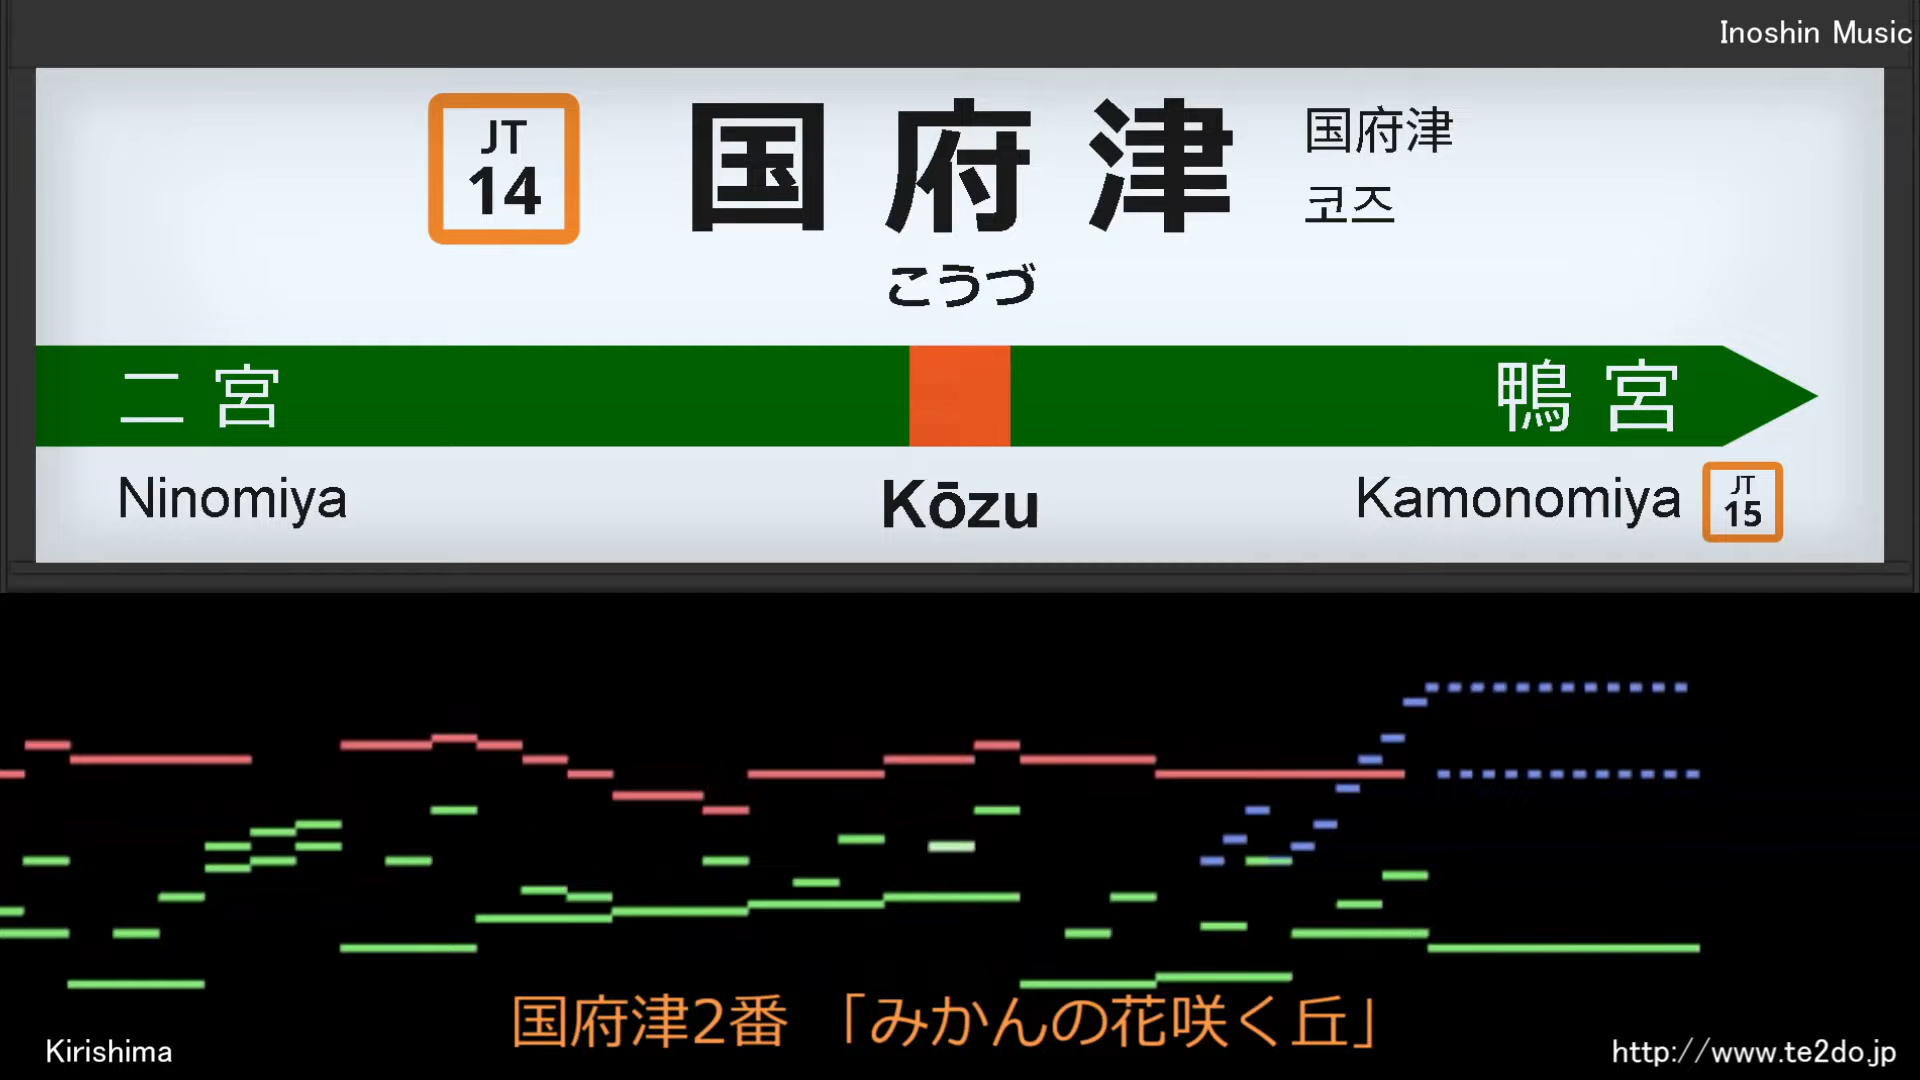 Inoshin Music
JT
14
国府津
国府津
코즈
こうづ
二宮
鴨宮
Ninomiya
Kōzu
Kamonomiya
JT
15
国府津2番 「みかんの花咲く丘」
Kirishima
http://www.te2do.jp